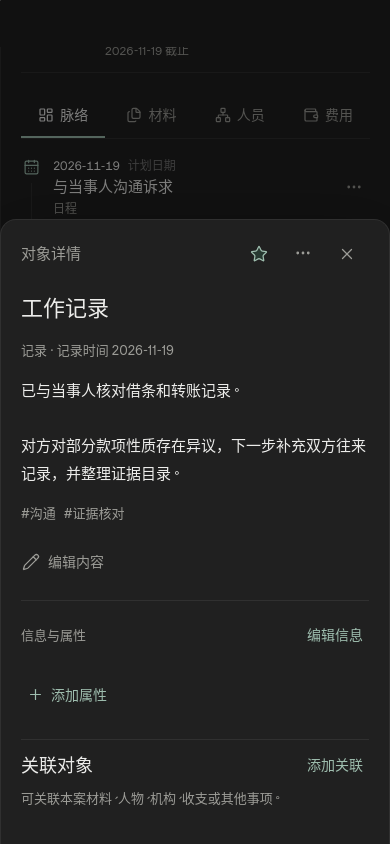 2026-11-19 截止
脉络 材料 人员 费用
2026-11-19 计划日期
与当事人沟通诉求
日程
对象详情
工作记录
记录 · 记录时间 2026-11-19
已与当事人核对借条和转账记录。
对方对部分款项性质存在异议，下一步补充双方往来
记录，并整理证据目录。
#沟通 #证据核对
编辑内容
信息与属性 编辑信息
+ 添加属性
关联对象 添加关联
可关联本案材料、人物、机构、收支或其他事项。